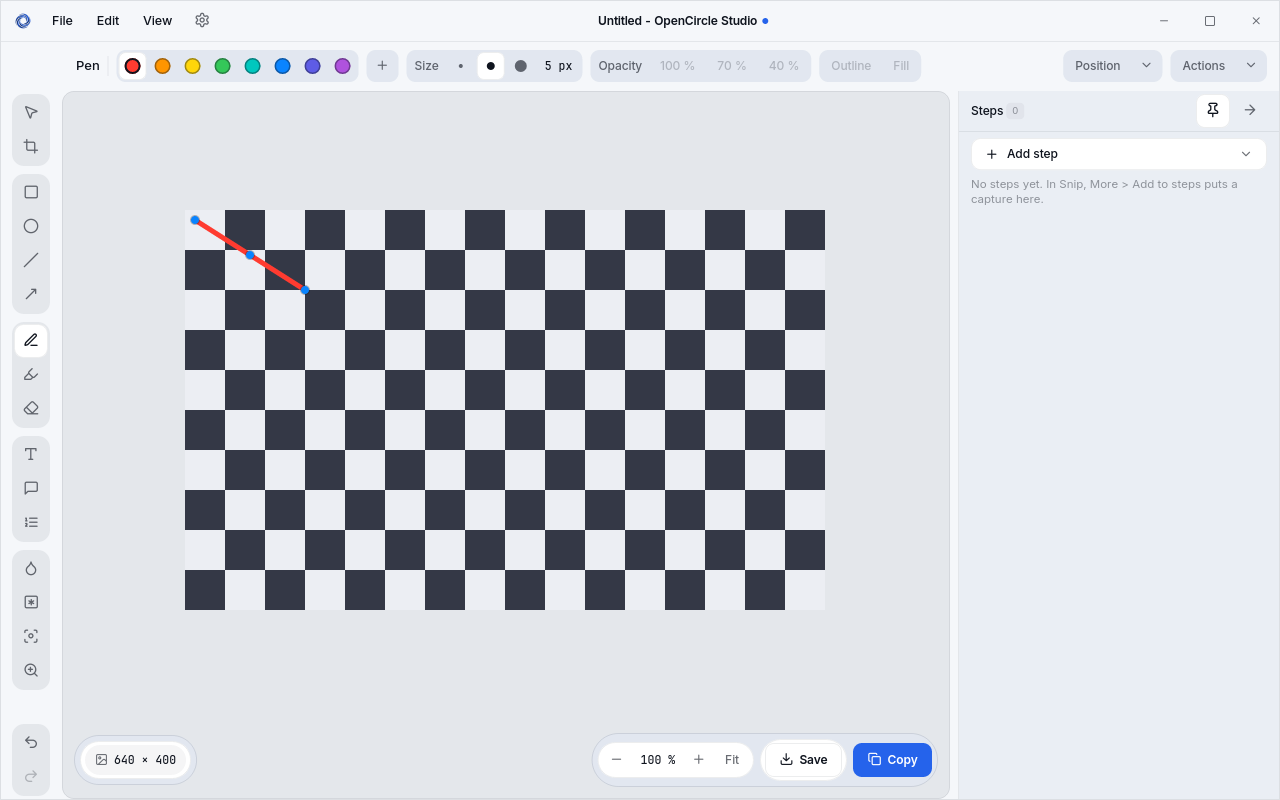 File Edit View
Untitled - OpenCircle Studio
Pen
Size
5 px
Opacity 100 % 70 % 40 %
Outline Fill
Position
Actions
Steps 0
Add step
No steps yet. In Snip, More > Add to steps puts a
capture here.
640 × 400
100 %
Fit
Save
Copy